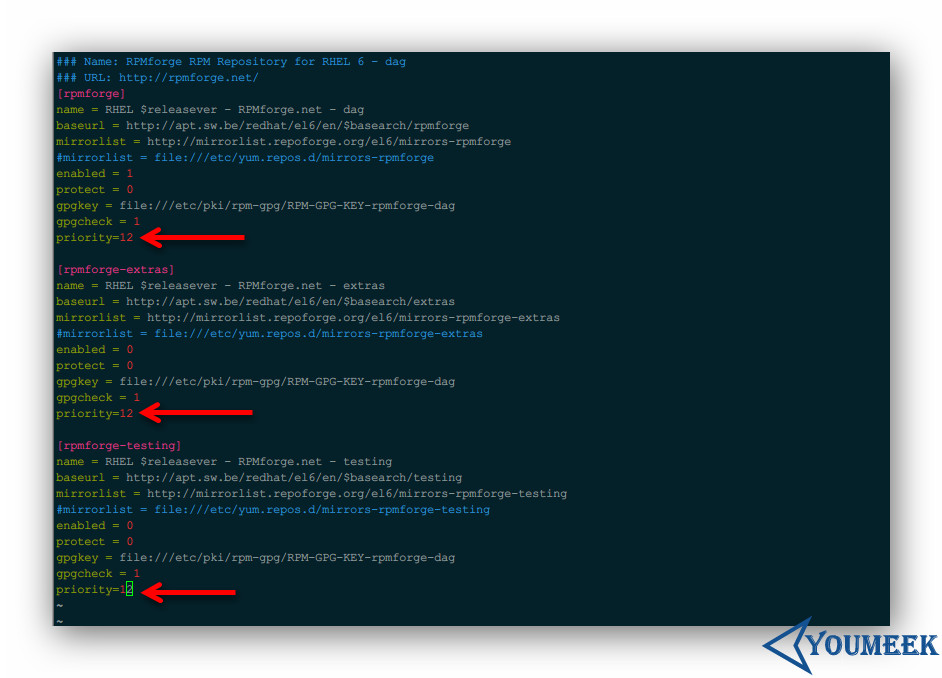 ### Name: RPMforge RPM Repository for RHEL 6 - dag
### URL: http://rpmforge.net/
[rpmforge]
name = RHEL $releasever - RPMforge.net - dag
baseurl = http://apt.sw.be/redhat/el6/en/$basearch/rpmforge
mirrorlist = http://mirrorlist.repoforge.org/el6/mirrors-rpmforge
#mirrorlist = file:///etc/yum.repos.d/mirrors-rpmforge
enabled = 1
protect = 0
gpgkey = file:///etc/pki/rpm-gpg/RPM-GPG-KEY-rpmforge-dag
gpgcheck = 1
priority=12

[rpmforge-extras]
name = RHEL $releasever - RPMforge.net - extras
baseurl = http://apt.sw.be/redhat/el6/en/$basearch/extras
mirrorlist = http://mirrorlist.repoforge.org/el6/mirrors-rpmforge-extras
#mirrorlist = file:///etc/yum.repos.d/mirrors-rpmforge-extras
enabled = 0
protect = 0
gpgkey = file:///etc/pki/rpm-gpg/RPM-GPG-KEY-rpmforge-dag
gpgcheck = 1
priority=12

[rpmforge-testing]
name = RHEL $releasever - RPMforge.net - testing
baseurl = http://apt.sw.be/redhat/el6/en/$basearch/testing
mirrorlist = http://mirrorlist.repoforge.org/el6/mirrors-rpmforge-testing
#mirrorlist = file:///etc/yum.repos.d/mirrors-rpmforge-testing
enabled = 0
protect = 0
gpgkey = file:///etc/pki/rpm-gpg/RPM-GPG-KEY-rpmforge-dag
gpgcheck = 1
priority=12
~
~
YOUMEEK